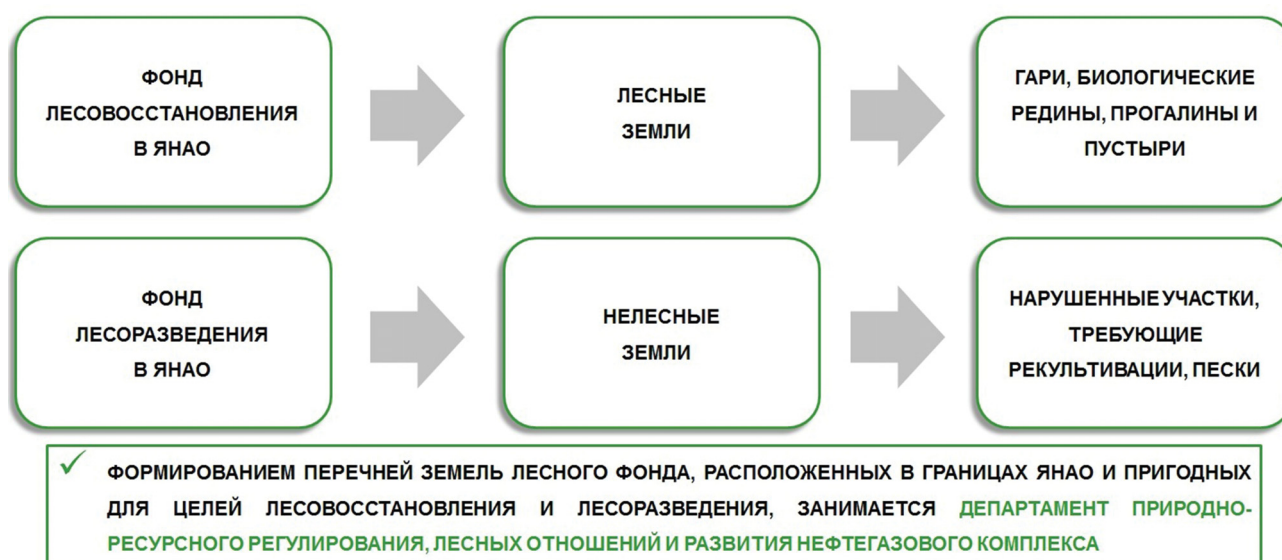 ФОНД
ЛЕСОВОССТАНОВЛЕНИЯ
В ЯНАО
ЛЕСНЫЕ
ЗЕМЛИ
ГАРИ, БИОЛОГИЧЕСКИЕ
РЕДИНЫ, ПРОГАЛИНЫ И
ПУСТЫРИ
ФОНД
ЛЕСОРАЗВЕДЕНИЯ
В ЯНАО
НЕЛЕСНЫЕ
ЗЕМЛИ
НАРУШЕННЫЕ УЧАСТКИ,
ТРЕБУЮЩИЕ
РЕКУЛЬТИВАЦИИ, ПЕСКИ
ФОРМИРОВАНИЕМ ПЕРЕЧНЕЙ ЗЕМЕЛЬ ЛЕСНОГО ФОНДА, РАСПОЛОЖЕННЫХ В ГРАНИЦАХ ЯНАО И ПРИГОДНЫХ
ДЛЯ ЦЕЛЕЙ ЛЕСОВОССТАНОВЛЕНИЯ И ЛЕСОРАЗВЕДЕНИЯ, ЗАНИМАЕТСЯ ДЕПАРТАМЕНТ ПРИРОДНО-
РЕСУРСНОГО РЕГУЛИРОВАНИЯ, ЛЕСНЫХ ОТНОШЕНИЙ И РАЗВИТИЯ НЕФТЕГАЗОВОГО КОМПЛЕКСА